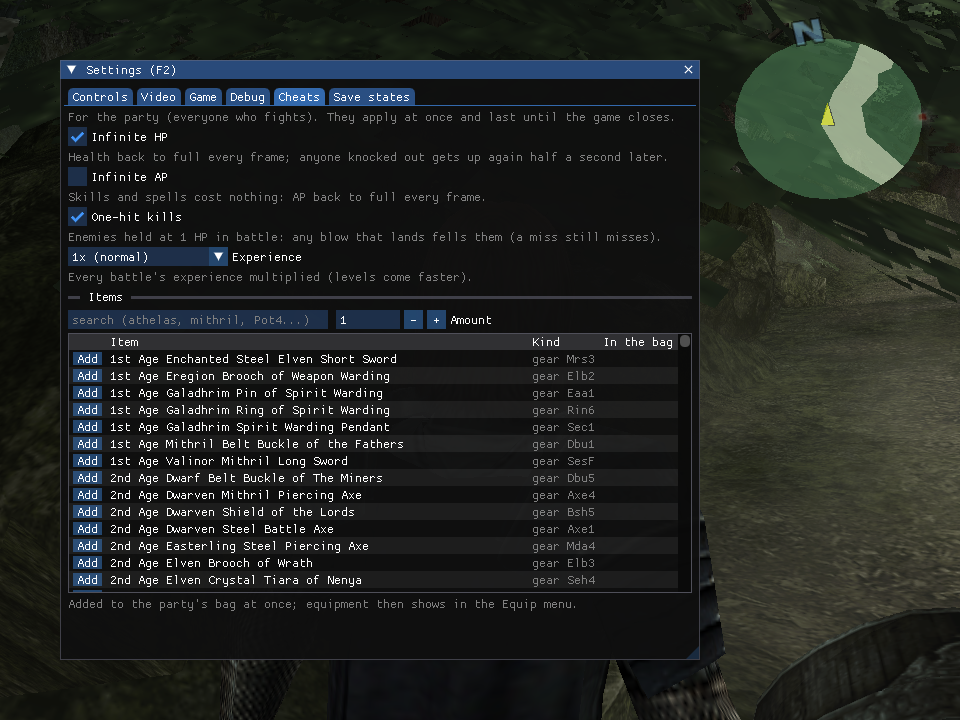 N
Settings (F2)
Controls Video Game Debug Cheats Save states
For the party (everyone who fights). They apply at once and last until the game closes.
Infinite HP
Health back to full every frame; anyone knocked out gets up again half a second later.
Infinite AP
Skills and spells cost nothing: AP back to full every frame.
One-hit kills
Enemies held at 1 HP in battle: any blow that lands fells them (a miss still misses).
1x (normal) Experience
Every battle's experience multiplied (levels come faster).
Items
search (athelas, mithril, Pot4...) 1 - + Amount
Item Kind In the bag
Add 1st Age Enchanted Steel Elven Short Sword gear Mrs3
Add 1st Age Eregion Brooch of Weapon Warding gear Elb2
Add 1st Age Galadhrim Pin of Spirit Warding gear Eaa1
Add 1st Age Galadhrim Ring of Spirit Warding gear Rin6
Add 1st Age Galadhrim Spirit Warding Pendant gear Sec1
Add 1st Age Mithril Belt Buckle of the Fathers gear Dbu1
Add 1st Age Valinor Mithril Long Sword gear SesF
Add 2nd Age Dwarf Belt Buckle of The Miners gear Dbu5
Add 2nd Age Dwarven Mithril Piercing Axe gear Axe4
Add 2nd Age Dwarven Shield of the Lords gear Bsh5
Add 2nd Age Dwarven Steel Battle Axe gear Axe1
Add 2nd Age Easterling Steel Piercing Axe gear Mda4
Add 2nd Age Elven Brooch of Wrath gear Elb3
Add 2nd Age Elven Crystal Tiara of Nenya gear Seh4
Added to the party's bag at once; equipment then shows in the Equip menu.